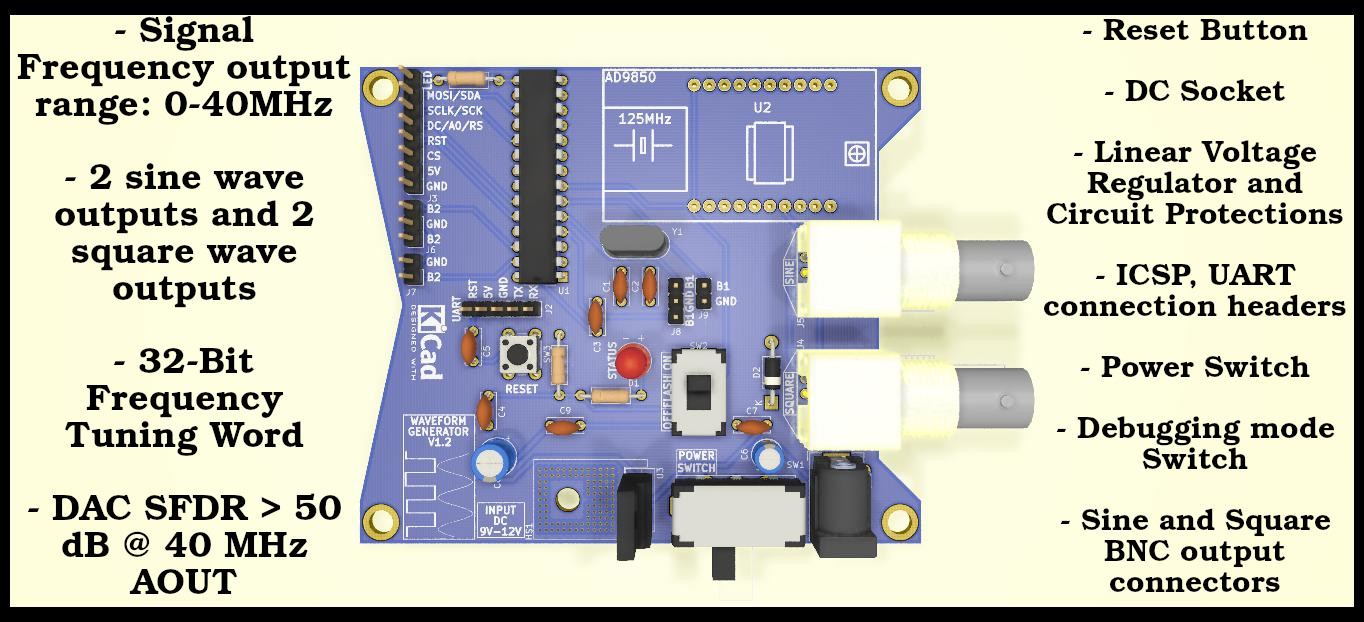 - Signal
Frequency output
range: 0-40MHz
- 2 sine wave
outputs and 2
square wave
outputs
- 32-Bit
Frequency
Tuning Word
- DAC SFDR > 50
dB @ 40 MHz
AOUT
LED
MOSI/SDA
SCLK/SCK
DC/A0/RS
RST
CS
5V
GND
J3
B2
GND
B2
J6
GND
B2
J7
UART
RST
5V
GND
TX
RX
J2
U1
KiCad
DESIGNED WITH
C5
SW3
RESET
C4
C9
WAVEFORM
GENERATOR
V1.2
INPUT
DC
9V-12V
HS1
U3
AD9850
125MHz
U2
Y1
C1
C2
C3
B1
GND
B1
J8
B1
GND
J9
STATUS
- +
D1
SW2
OFF/FLASH ON
D2
K
C7
C6
SW1
POWER
SWITCH
SINE
J5
J4
SQUARE
- Reset Button
- DC Socket
- Linear Voltage
Regulator and
Circuit Protections
- ICSP, UART
connection headers
- Power Switch
- Debugging mode
Switch
- Sine and Square
BNC output
connectors